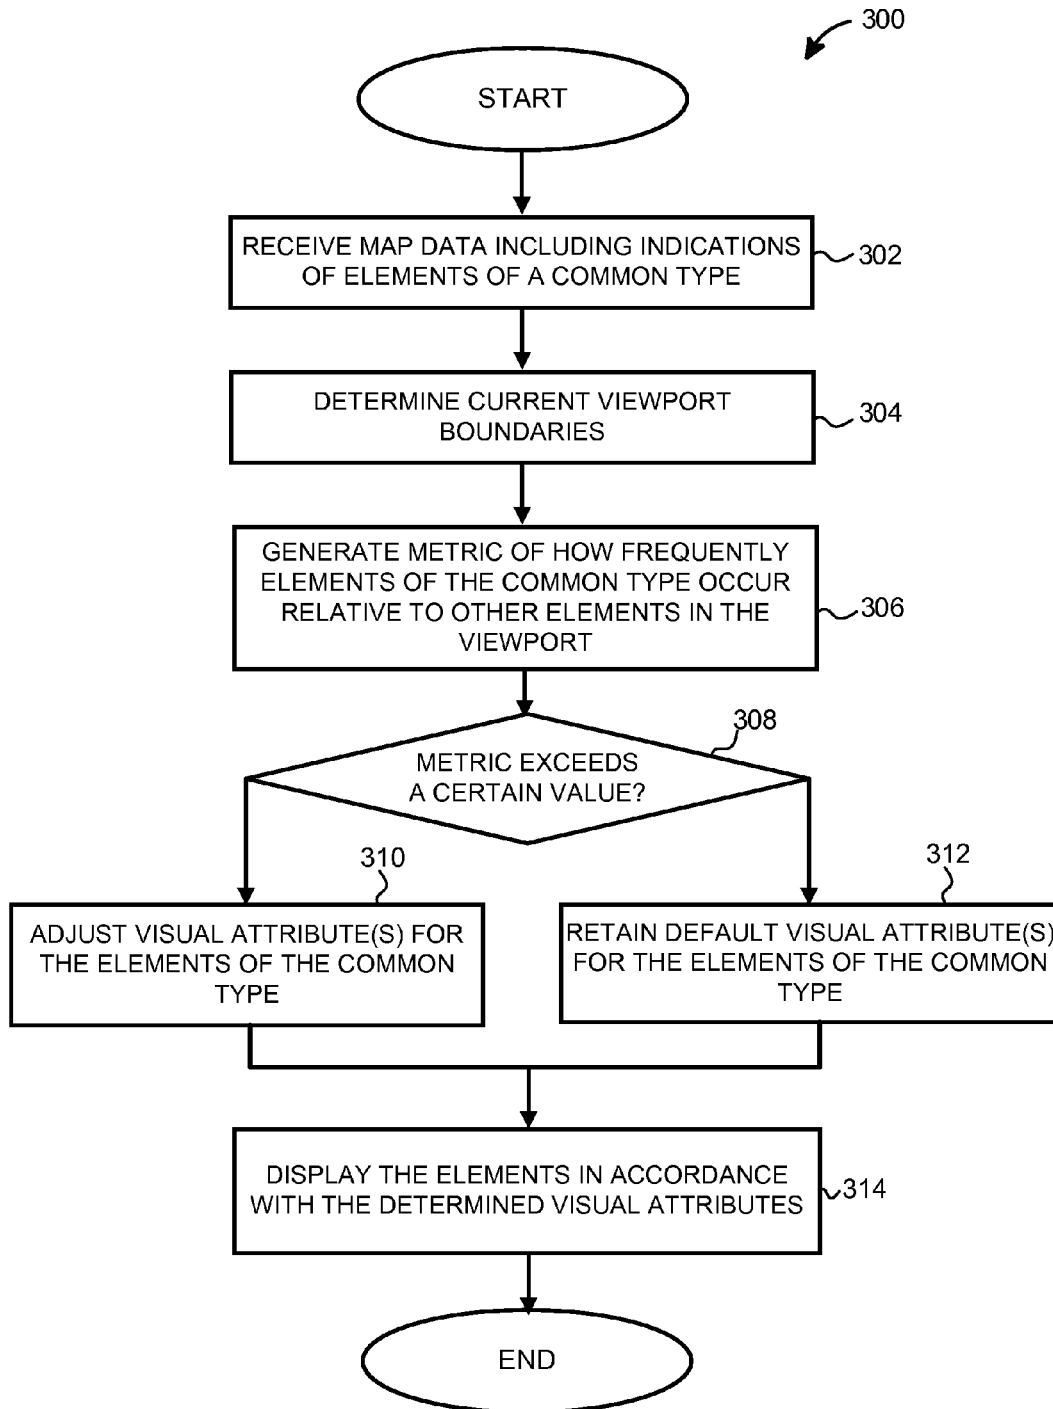 300
START
RECEIVE MAP DATA INCLUDING INDICATIONS
OF ELEMENTS OF A COMMON TYPE
302
DETERMINE CURRENT VIEWPORT
BOUNDARIES
304
GENERATE METRIC OF HOW FREQUENTLY
ELEMENTS OF THE COMMON TYPE OCCUR
RELATIVE TO OTHER ELEMENTS IN THE
VIEWPORT
306
308
METRIC EXCEEDS
A CERTAIN VALUE?
310
ADJUST VISUAL ATTRIBUTE(S) FOR
THE ELEMENTS OF THE COMMON
TYPE
312
RETAIN DEFAULT VISUAL ATTRIBUTE(S)
FOR THE ELEMENTS OF THE COMMON
TYPE
DISPLAY THE ELEMENTS IN ACCORDANCE
WITH THE DETERMINED VISUAL ATTRIBUTES
314
END